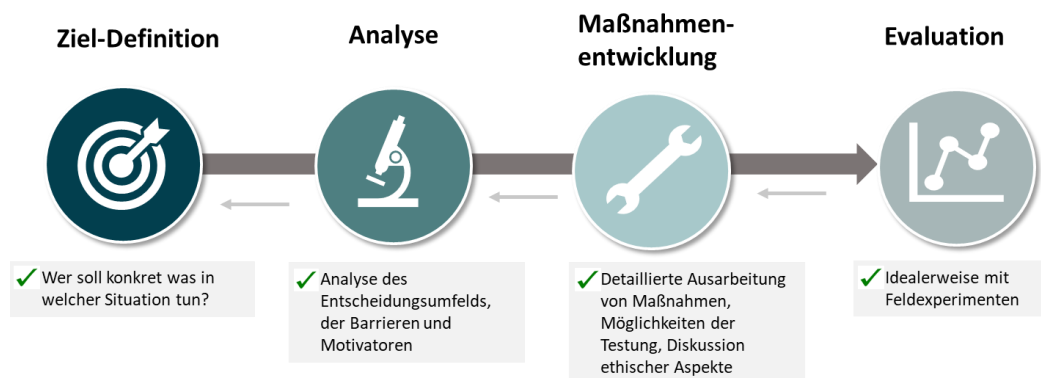 Ziel-Definition
Analyse
Maßnahmen-
entwicklung
Evaluation
Wer soll konkret was in
welcher Situation tun?
Analyse des
Entscheidungsumfelds,
der Barrieren und
Motivatoren
Detaillierte Ausarbeitung
von Maßnahmen,
Möglichkeiten der
Testung, Diskussion
ethischer Aspekte
Idealerweise mit
Feldexperimenten